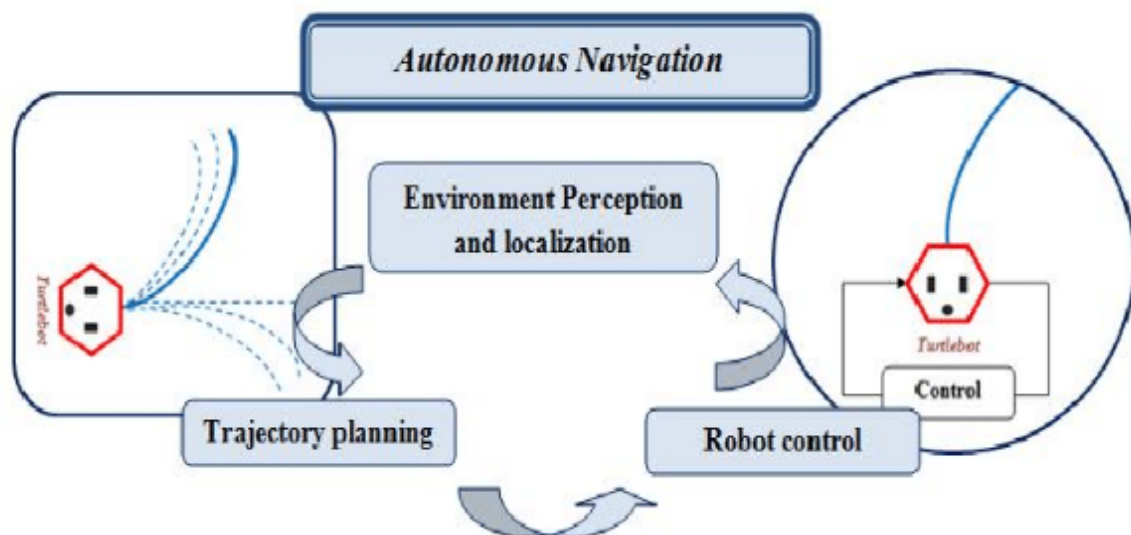 Autonomous Navigation
Environment Perception
and localization
Turtlebot
Turtlebot
Control
Trajectory planning
Robot control